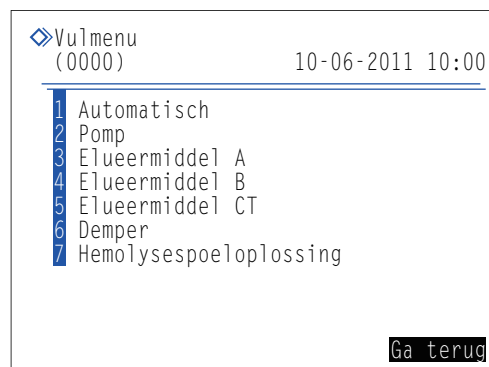 Vulmenu
(0000) 10-06-2011 10:00
1 Automatisch
2 Pomp
3 Elueermiddel A
4 Elueermiddel B
5 Elueermiddel CT
6 Demper
7 Hemolysespoeloplossing
Ga terug